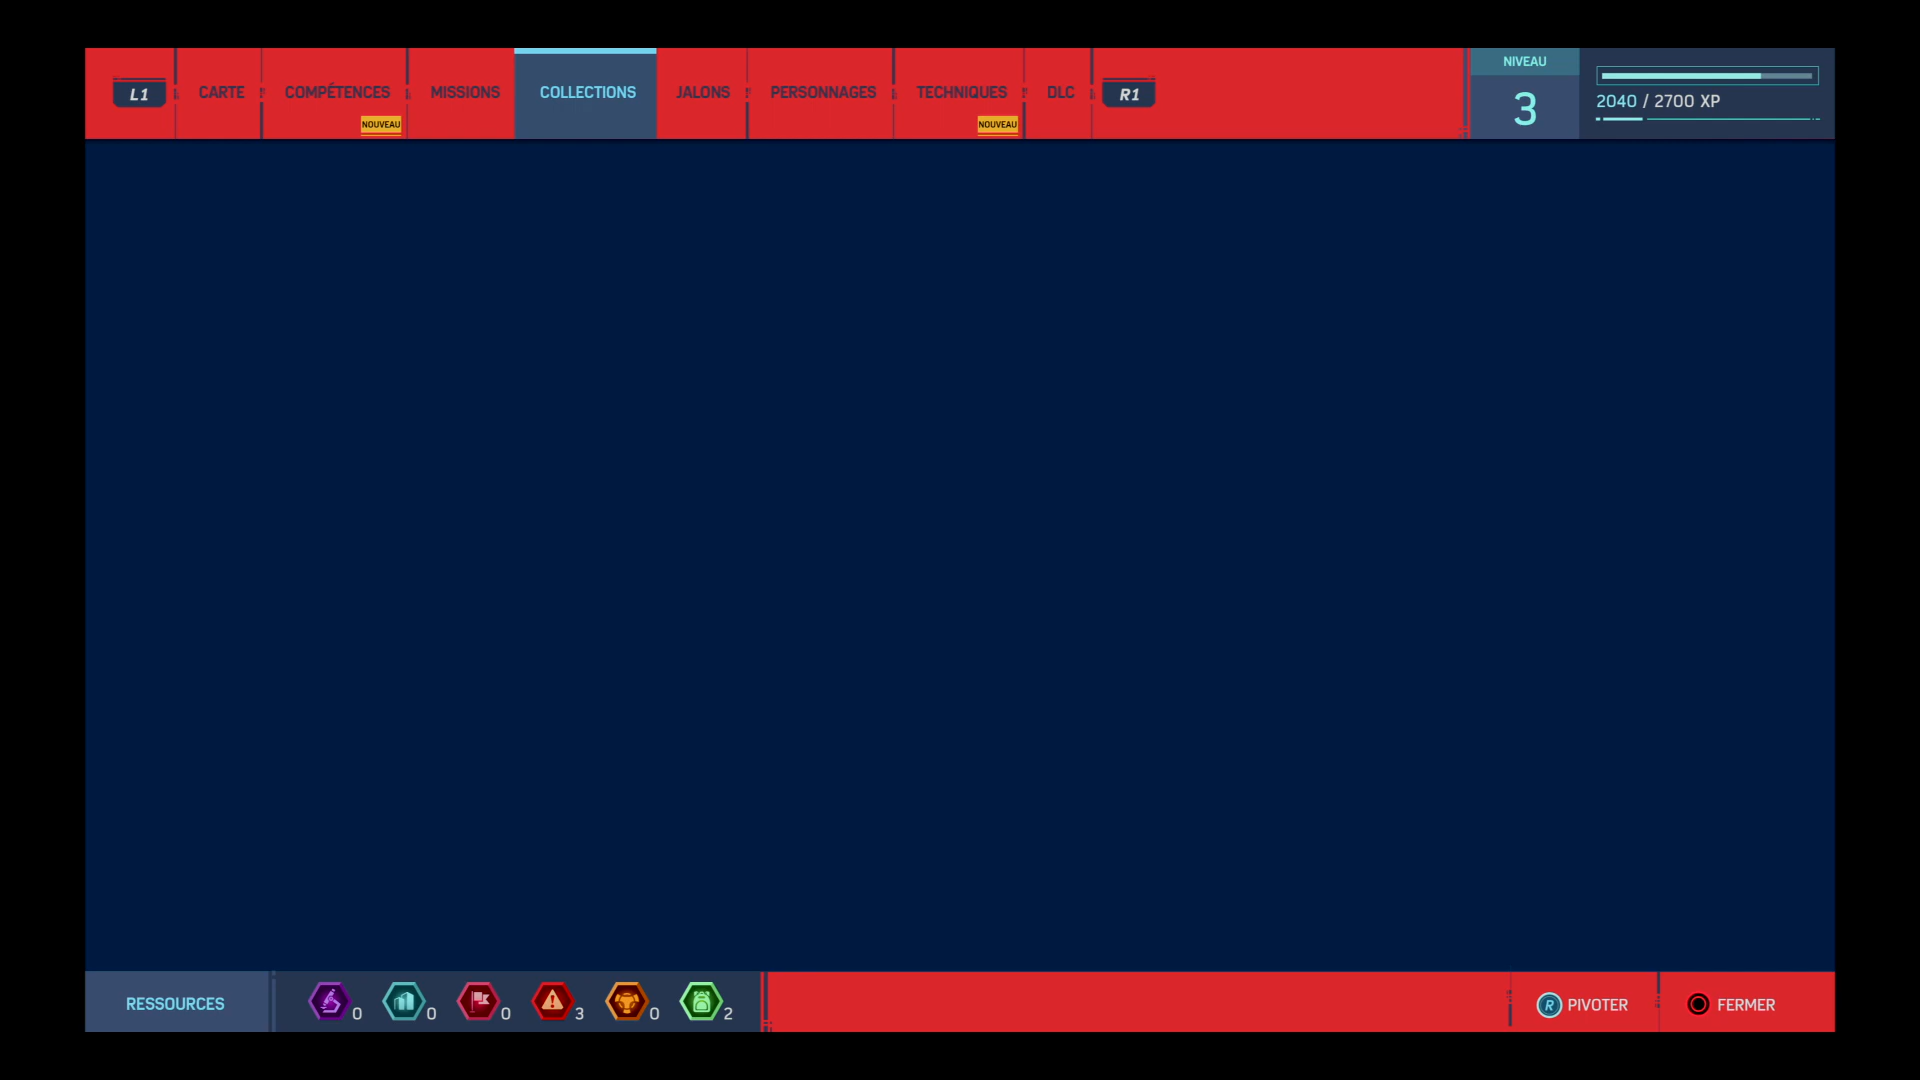 L1 CARTE COMPÉTENCES MISSIONS COLLECTIONS JALONS PERSONNAGES TECHNIQUES DLC R1
NOUVEAU NOUVEAU
NIVEAU
3
2040 / 2700 XP
RESSOURCES 0 0 0 3 0 2 R PIVOTER FERMER